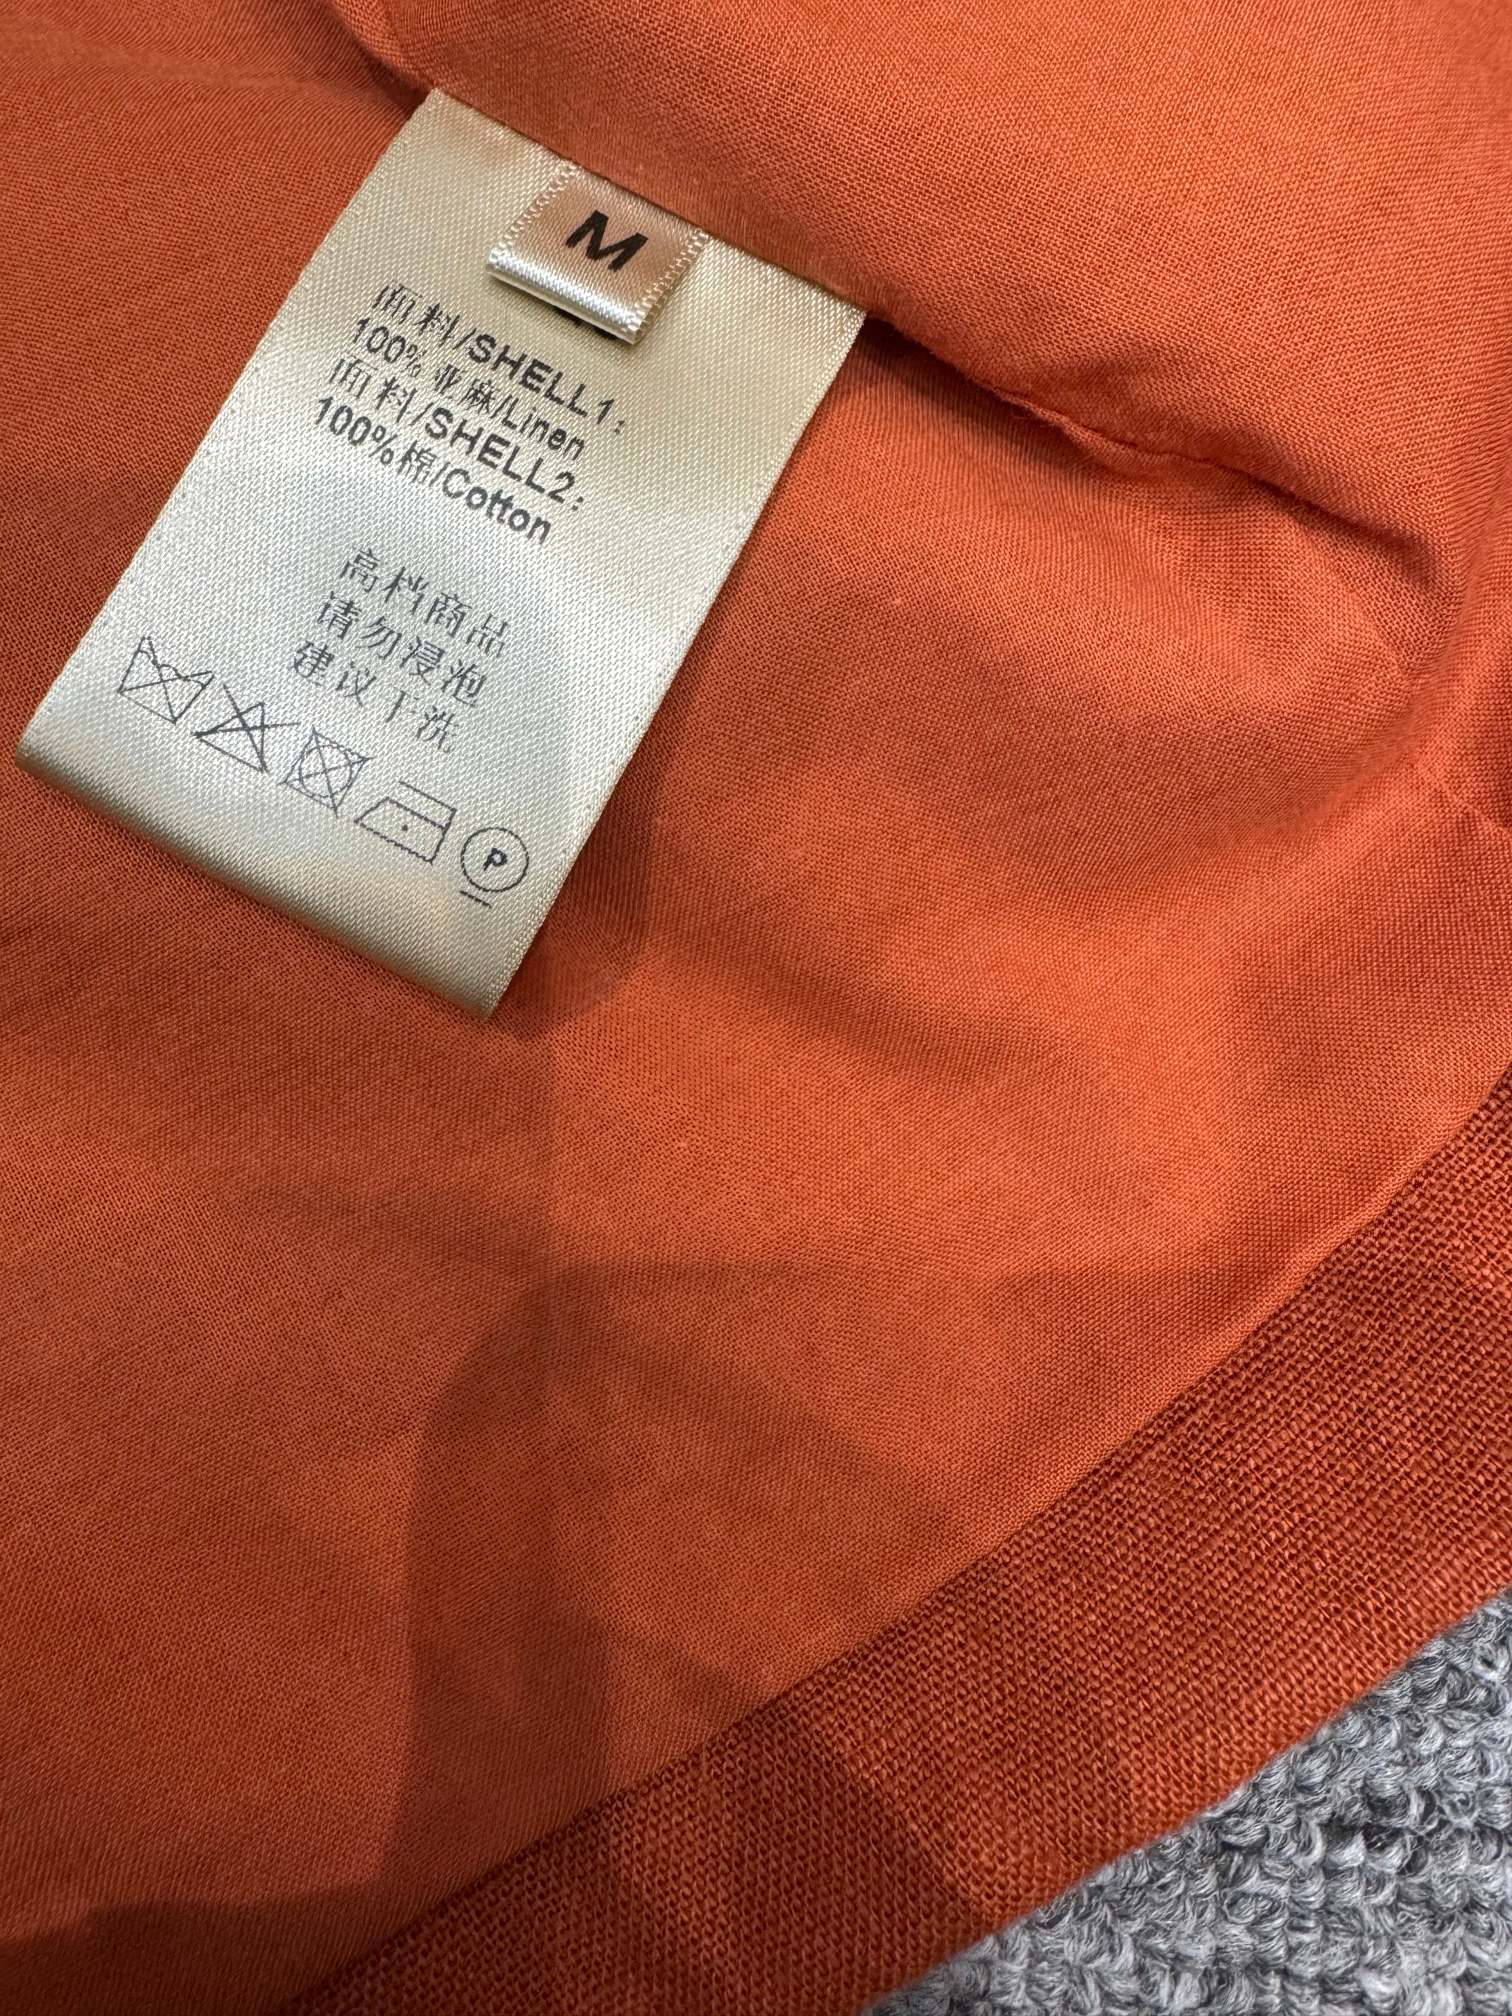 M
面料/SHELL1:
100% 亚麻/Linen
面料/SHELL2:
100%棉/Cotton
高档商品
请勿浸泡
建议干洗
P